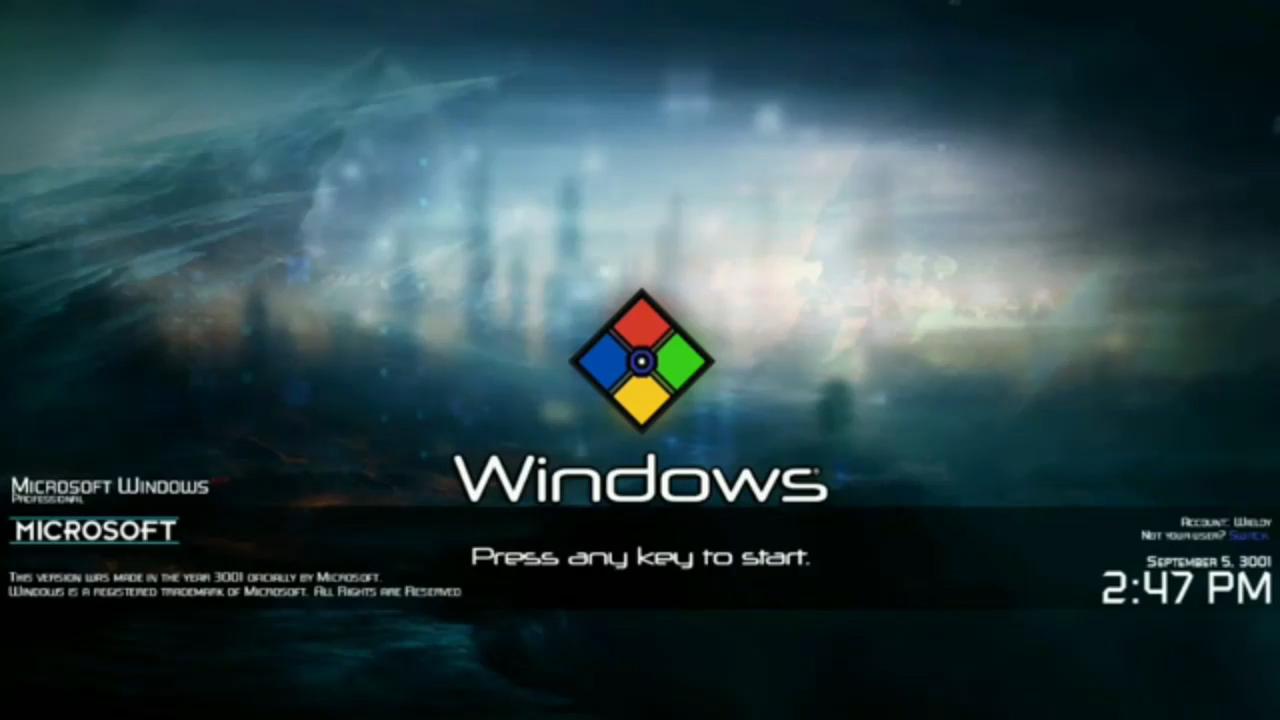 Windows
Press any key to start.
Microsoft Windows
Professional
MICROSOFT
This version was made in the year 3001 oficially by Microsoft.
Windows is a registered trademark of Microsoft. All Rights are Reserved
Account: Wieldy
Not your user? Switch.
September 5, 3001
2:47 PM